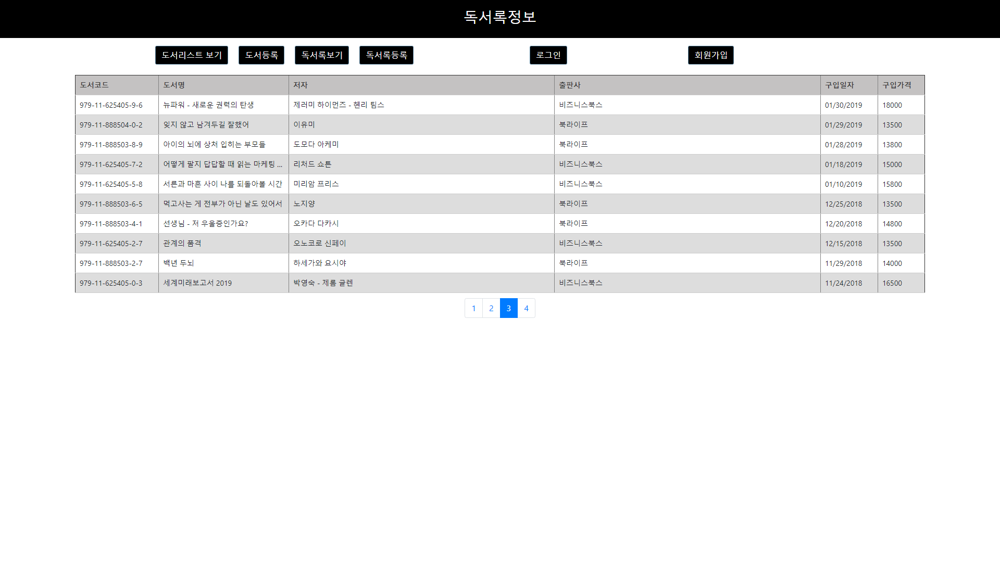 독서록정보
도서리스트 보기 도서등록 독서록보기 독서록등록 로그인 회원가입
도서코드 도서명 저자 출판사 구입일자 구입가격
979-11-625405-9-6 뉴파워 - 새로운 권력의 탄생 제러미 하이먼즈 - 헨리 팀스 비즈니스북스 01/30/2019 18000
979-11-888504-0-2 잊지 않고 남겨두길 잘했어 이유미 북라이프 01/29/2019 13500
979-11-888503-8-9 아이의 뇌에 상처 입히는 부모들 도모다 아케미 북라이프 01/28/2019 13800
979-11-625405-7-2 어떻게 팔지 답답할 때 읽는 마케팅 ... 리처드 쇼튼 비즈니스북스 01/18/2019 15000
979-11-625405-5-8 서른과 마흔 사이 나를 되돌아볼 시간 미리암 프리스 비즈니스북스 01/10/2019 15800
979-11-888503-6-5 먹고사는 게 전부가 아닌 날도 있어서 노지양 북라이프 12/25/2018 13500
979-11-888503-4-1 선생님 - 저 우울증인가요? 오카다 다카시 북라이프 12/20/2018 14800
979-11-625405-2-7 관계의 품격 오노코로 신페이 비즈니스북스 12/15/2018 13500
979-11-888503-2-7 백년 두뇌 하세가와 요시야 북라이프 11/29/2018 14000
979-11-625405-0-3 세계미래보고서 2019 박영숙 - 제롬 글렌 비즈니스북스 11/24/2018 16500
1 2 3 4